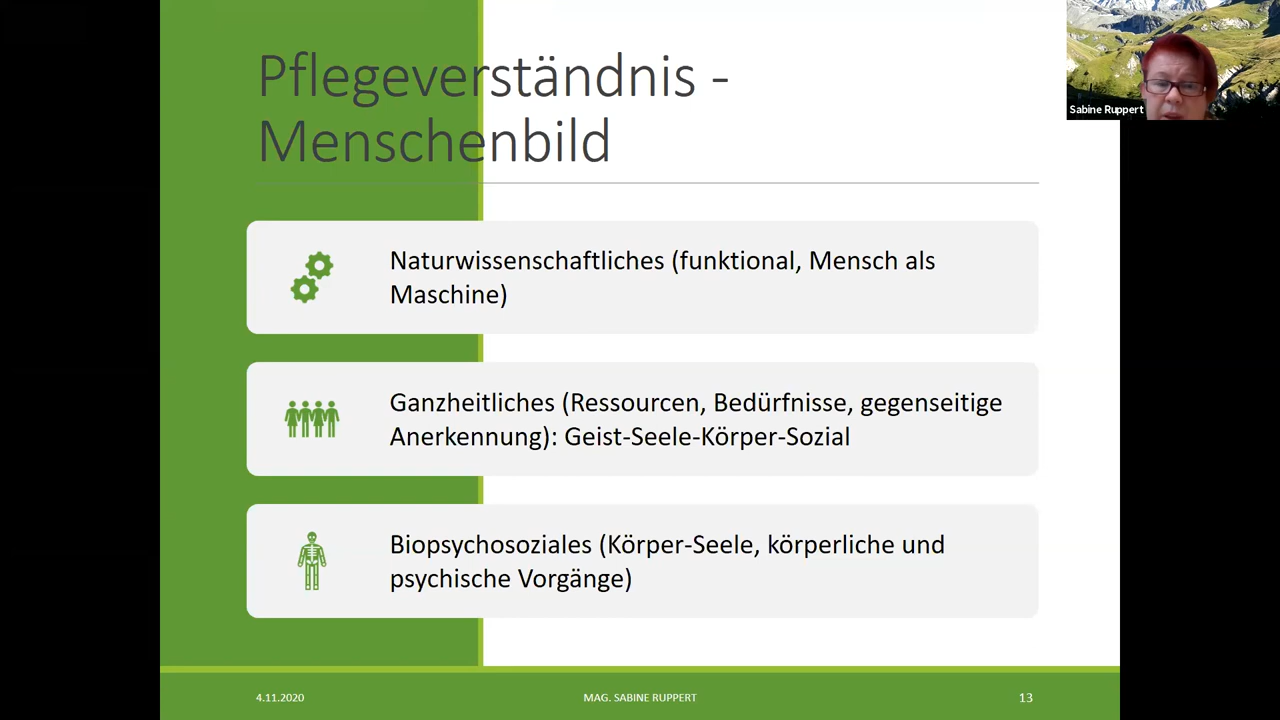 Pflegeverständnis -
Menschenbild
Sabine Ruppert
Naturwissenschaftliches (funktional, Mensch als
Maschine)
Ganzheitliches (Ressourcen, Bedürfnisse, gegenseitige
Anerkennung): Geist-Seele-Körper-Sozial
Biopsychosoziales (Körper-Seele, körperliche und
psychische Vorgänge)
4.11.2020
MAG. SABINE RUPPERT
13